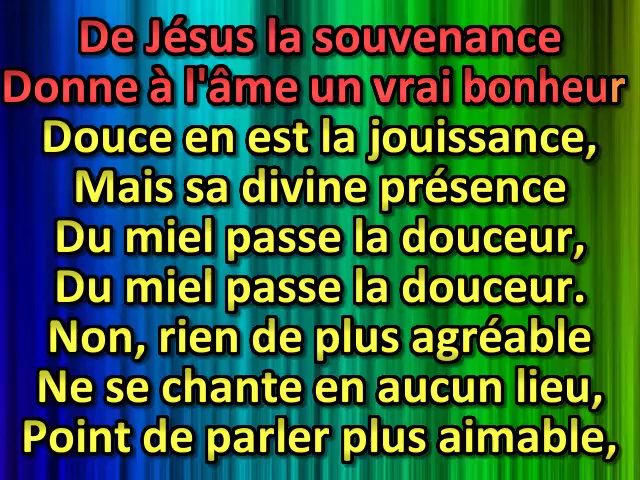 De Jésus la souvenance
Donne à l'âme un vrai bonheur
Douce en est la jouissance,
Mais sa divine présence
Du miel passe la douceur,
Du miel passe la douceur.
Non, rien de plus agréable
Ne se chante en aucun lieu,
Point de parler plus aimable,